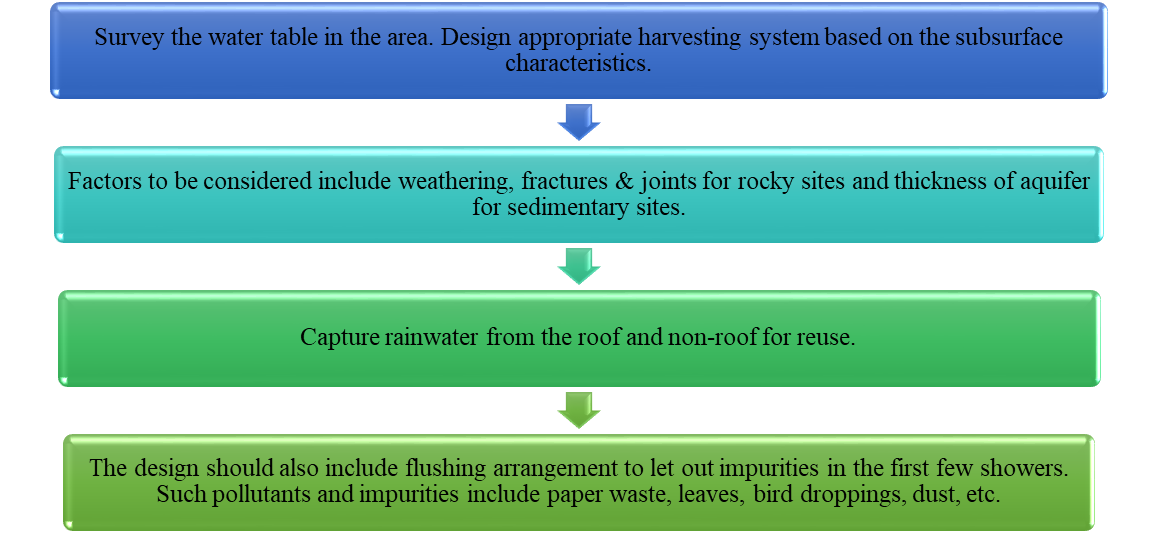 Survey the water table in the area. Design appropriate harvesting system based on the subsurface
characteristics.
Factors to be considered include weathering, fractures & joints for rocky sites and thickness of aquifer
for sedimentary sites.
Capture rainwater from the roof and non-roof for reuse.
The design should also include flushing arrangement to let out impurities in the first few showers.
Such pollutants and impurities include paper waste, leaves, bird droppings, dust, etc.